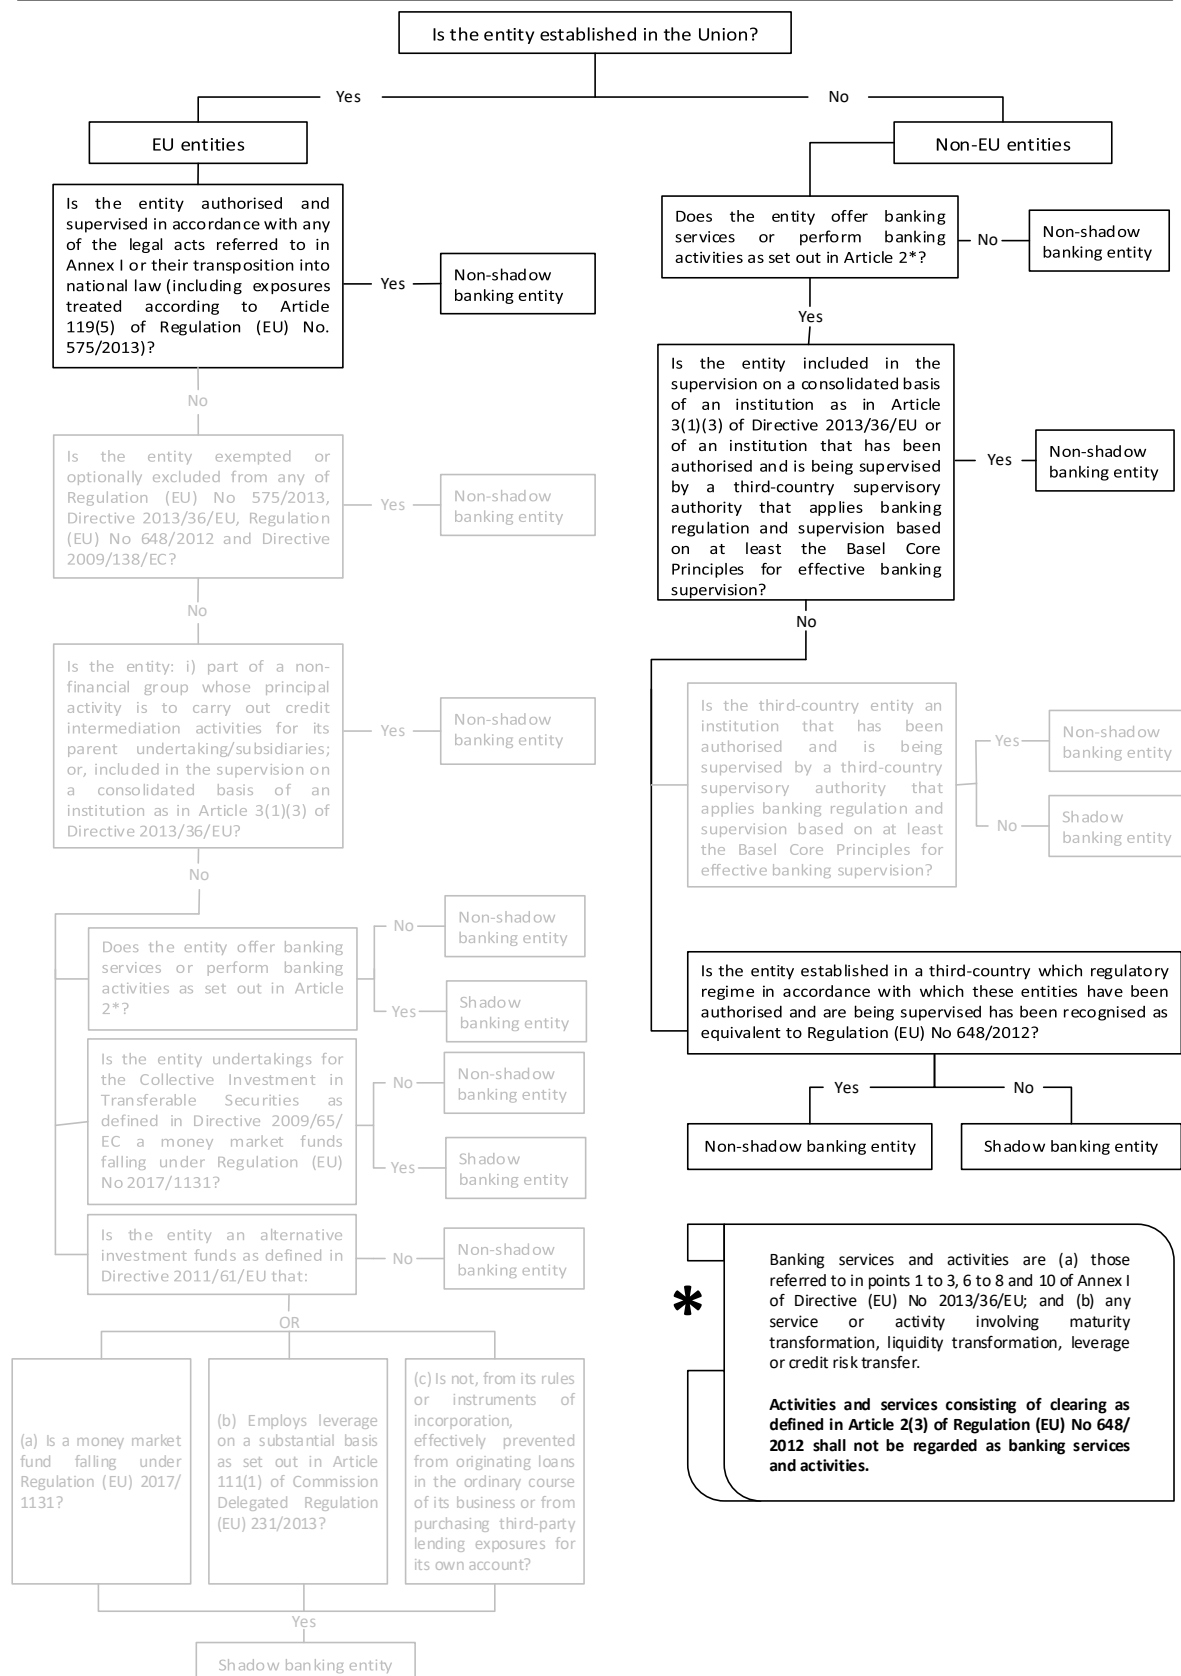 Is the entity established in the Union?
Yes
No
EU entities
Non-EU entities
Is the entity authorised and
supervised in accordance with any
of the legal acts referred to in
Annex I or their transposition into
national law (including exposures
treated according to Article
119(5) of Regulation (EU) No.
575/2013)?
Yes
Non-shadow
banking entity
No
Is the entity exempted or
optionally excluded from any of
Regulation (EU) No 575/2013,
Directive 2013/36/EU, Regulation
(EU) No 648/2012 and Directive
2009/138/EC?
Yes
Non-shadow
banking entity
No
Is the entity: i) part of a non-
financial group whose principal
activity is to carry out credit
intermediation activities for its
parent undertaking/subsidiaries;
or, included in the supervision on
a consolidated basis of an
institution as in Article 3(1)(3) of
Directive 2013/36/EU?
Yes
Non-shadow
banking entity
No
Does the entity offer banking
services or perform banking
activities as set out in Article
2*?
No
Non-shadow
banking entity
Yes
Shadow
banking entity
Is the entity undertakings for
the Collective Investment in
Transferable Securities as
defined in Directive 2009/65/
EC a money market funds
falling under Regulation (EU)
No 2017/1131?
No
Non-shadow
banking entity
Yes
Shadow
banking entity
Is the entity an alternative
investment funds as defined in
Directive 2011/61/EU that:
No
Non-shadow
banking entity
OR
(a) Is a money market
fund falling under
Regulation (EU) 2017/
1131?
(b) Employs leverage
on a substantial basis
as set out in Article
111(1) of Commission
Delegated Regulation
(EU) 231/2013?
(c) Is not, from its rules
or instruments of
incorporation,
effectively prevented
from originating loans
in the ordinary course
of its business or from
purchasing third-party
lending exposures for
its own account?
Yes
Shadow banking entity
Does the entity offer banking
services or perform banking
activities as set out in Article 2*?
No
Non-shadow
banking entity
Yes
Is the entity included in the
supervision on a consolidated basis
of an institution as in Article
3(1)(3) of Directive 2013/36/EU or
of an institution that has been
authorised and is being supervised
by a third-country supervisory
authority that applies banking
regulation and supervision based
on at least the Basel Core
Principles for effective banking
supervision?
Yes
Non-shadow
banking entity
No
Is the third-country entity an
institution that has been
authorised and is being
supervised by a third-country
supervisory authority that
applies banking regulation and
supervision based on at least
the Basel Core Principles for
effective banking supervision?
Yes
Non-shadow
banking entity
No
Shadow
banking entity
Is the entity established in a third-country which regulatory
regime in accordance with which these entities have been
authorised and are being supervised has been recognised as
equivalent to Regulation (EU) No 648/2012?
Yes
No
Non-shadow banking entity
Shadow banking entity
*
Banking services and activities are (a) those
referred to in points 1 to 3, 6 to 8 and 10 of Annex I
of Directive (EU) No 2013/36/EU; and (b) any
service or activity involving maturity
transformation, liquidity transformation, leverage
or credit risk transfer.
Activities and services consisting of clearing as
defined in Article 2(3) of Regulation (EU) No 648/
2012 shall not be regarded as banking services
and activities.